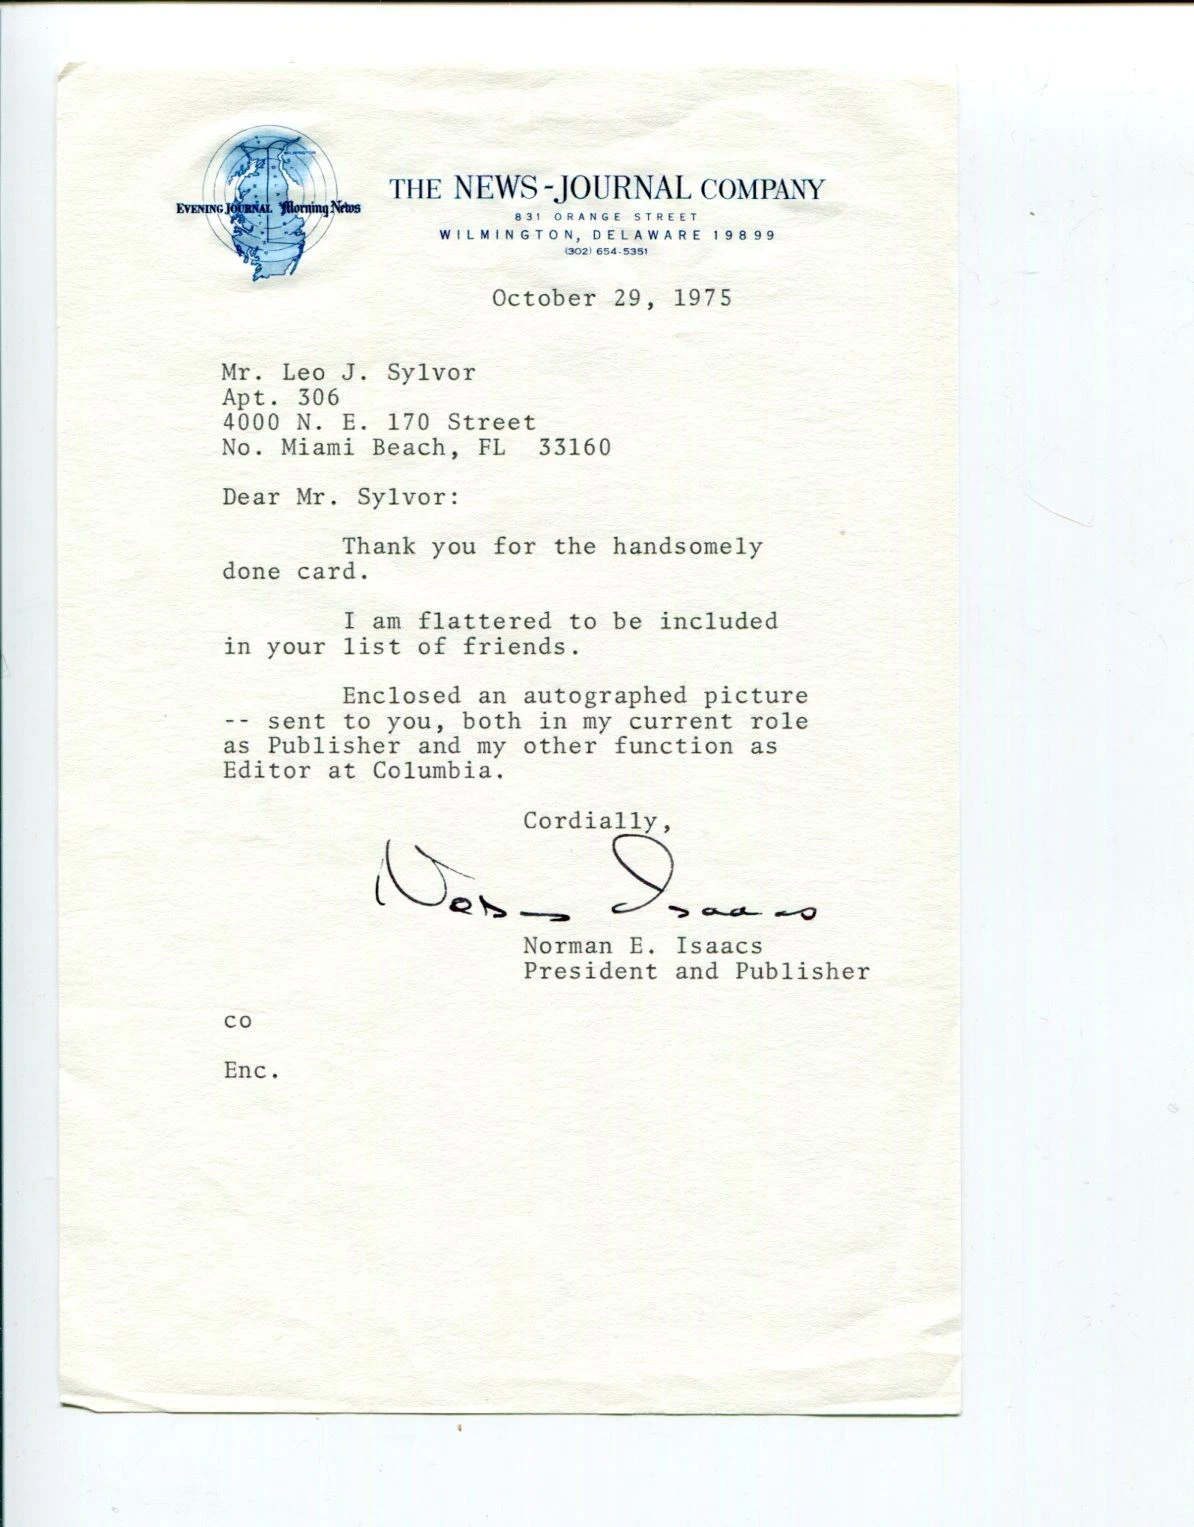 EVENING JOURNAL Morning News
THE NEWS-JOURNAL COMPANY
831 ORANGE STREET
WILMINGTON, DELAWARE 19899
(302) 654-5351
October 29, 1975
Mr. Leo J. Sylvor
Apt. 306
4000 N. E. 170 Street
No. Miami Beach, FL  33160
Dear Mr. Sylvor:
Thank you for the handsomely
done card.
I am flattered to be included
in your list of friends.
Enclosed an autographed picture
-- sent to you, both in my current role
as Publisher and my other function as
Editor at Columbia.
Cordially,
Norman Isaacs
Norman E. Isaacs
President and Publisher
co
Enc.